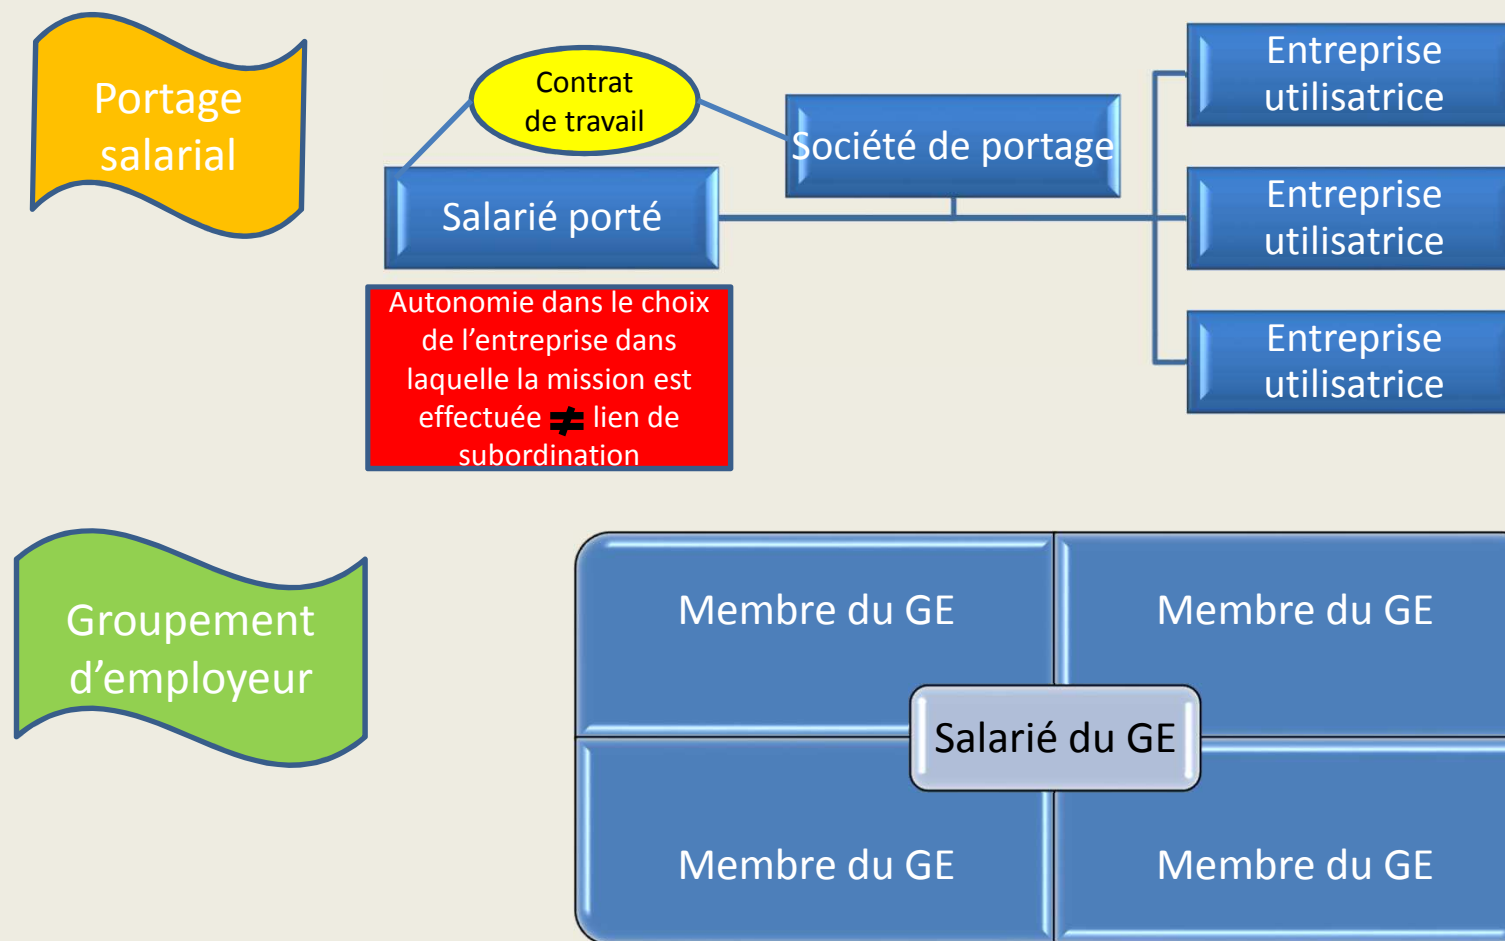 Portage
salarial
Contrat
de travail
Société de portage
Salarié porté
Autonomie dans le choix
de l’entreprise dans
laquelle la mission est
effectuée ≠ lien de
subordination
Entreprise
utilisatrice
Entreprise
utilisatrice
Entreprise
utilisatrice
Groupement
d’employeur
Membre du GE
Membre du GE
Salarié du GE
Membre du GE
Membre du GE